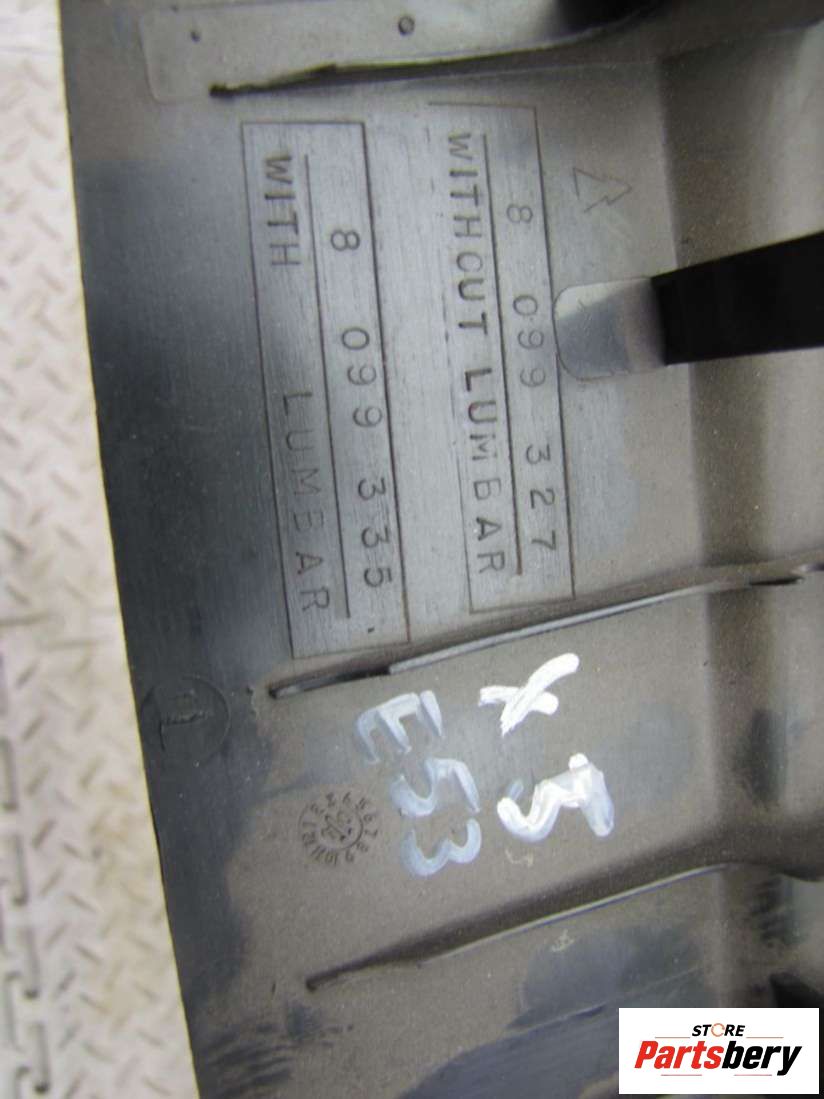 8 099 327
WITHOUT LUMBAR
8 099 335
WITH LUMBAR
X5
E53
STORE
Partsbery